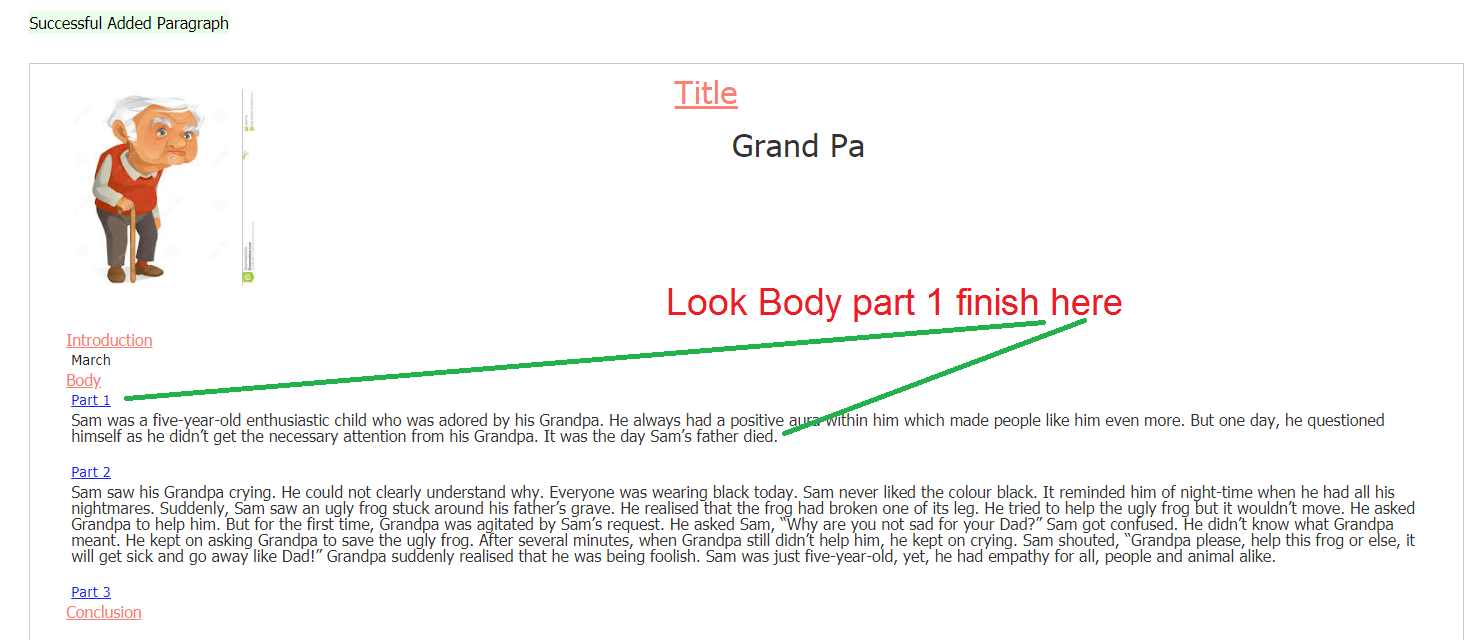 Successful Added Paragraph
Title
Grand Pa
Look Body part 1 finish here
Introduction
March
Body
Part 1
Sam was a five-year-old enthusiastic child who was adored by his Grandpa. He always had a positive aura within him which made people like him even more. But one day, he questioned
himself as he didn’t get the necessary attention from his Grandpa. It was the day Sam’s father died.
Part 2
Sam saw his Grandpa crying. He could not clearly understand why. Everyone was wearing black today. Sam never liked the colour black. It reminded him of night-time when he had all his
nightmares. Suddenly, Sam saw an ugly frog stuck around his father’s grave. He realised that the frog had broken one of its leg. He tried to help the ugly frog but it wouldn’t move. He asked
Grandpa to help him. But for the first time, Grandpa was agitated by Sam’s request. He asked Sam, “Why are you not sad for your Dad?” Sam got confused. He didn’t know what Grandpa
meant. He kept on asking Grandpa to save the ugly frog. After several minutes, when Grandpa still didn’t help him, he kept on crying. Sam shouted, “Grandpa please, help this frog or else, it
will get sick and go away like Dad!” Grandpa suddenly realised that he was being foolish. Sam was just five-year-old, yet, he had empathy for all, people and animal alike.
Part 3
Conclusion